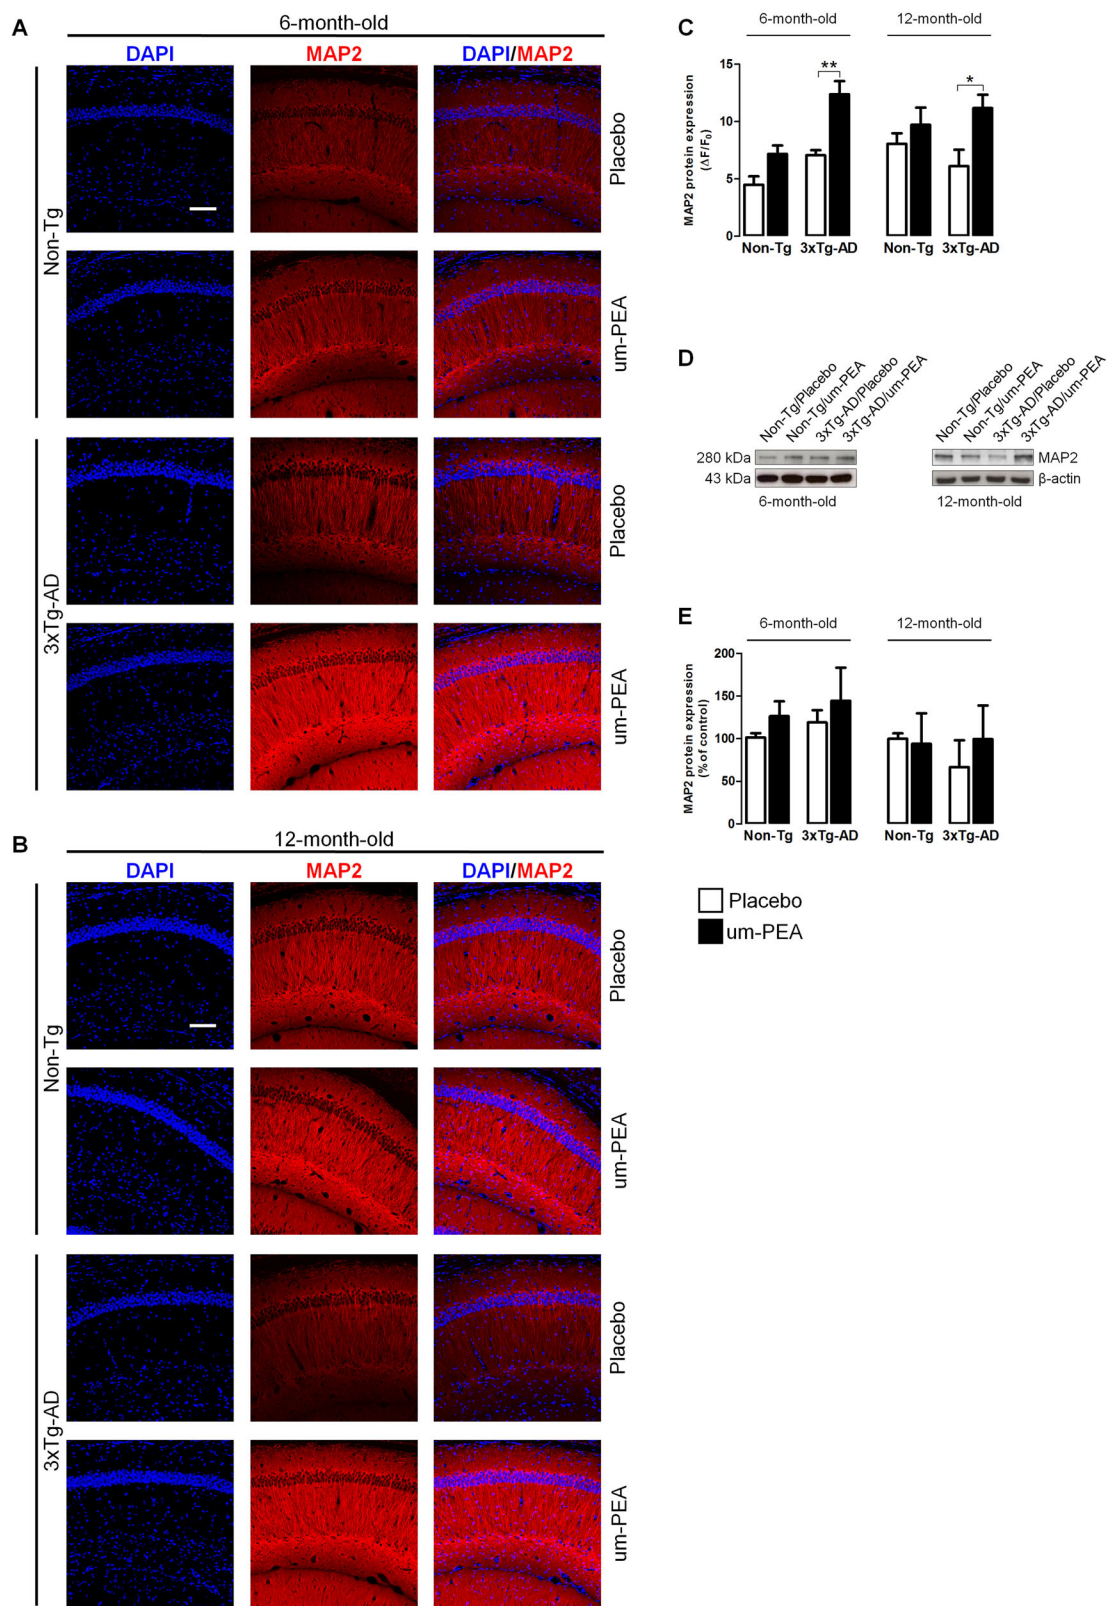 A
6-month-old
DAPI MAP2 DAPI/MAP2
Non-Tg
Placebo
um-PEA
3xTg-AD
Placebo
um-PEA
B
12-month-old
DAPI MAP2 DAPI/MAP2
Non-Tg
Placebo
um-PEA
3xTg-AD
Placebo
um-PEA
C
6-month-old 12-month-old
MAP2 protein expression
(ΔF/F0)
15
10
5
0
** *
Non-Tg 3xTg-AD Non-Tg 3xTg-AD
D
Non-Tg/Placebo
Non-Tg/um-PEA
3xTg-AD/Placebo
3xTg-AD/um-PEA
Non-Tg/Placebo
Non-Tg/um-PEA
3xTg-AD/Placebo
3xTg-AD/um-PEA
280 kDa MAP2
43 kDa β-actin
6-month-old 12-month-old
E
6-month-old 12-month-old
MAP2 protein expression
(% of control)
200
150
100
50
0
Non-Tg 3xTg-AD Non-Tg 3xTg-AD
Placebo
um-PEA